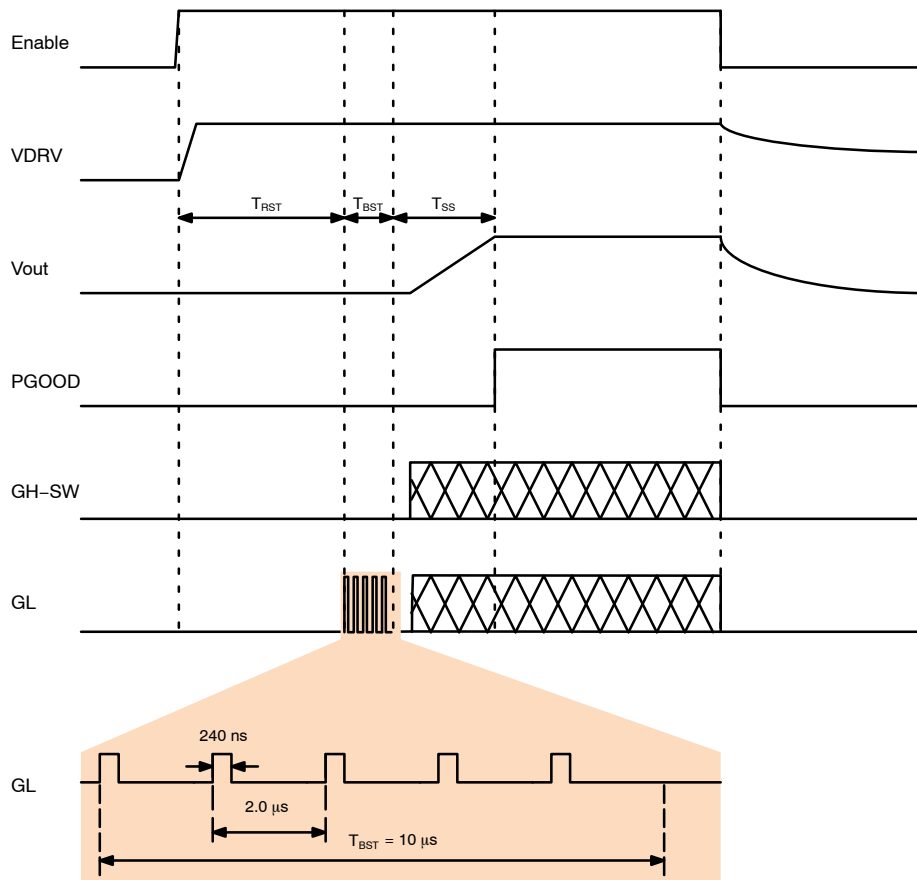 Enable
VDRV
TRST TBST TSS
Vout
PGOOD
GH–SW
GL
240 ns
GL
2.0 μs
TBST = 10 μs